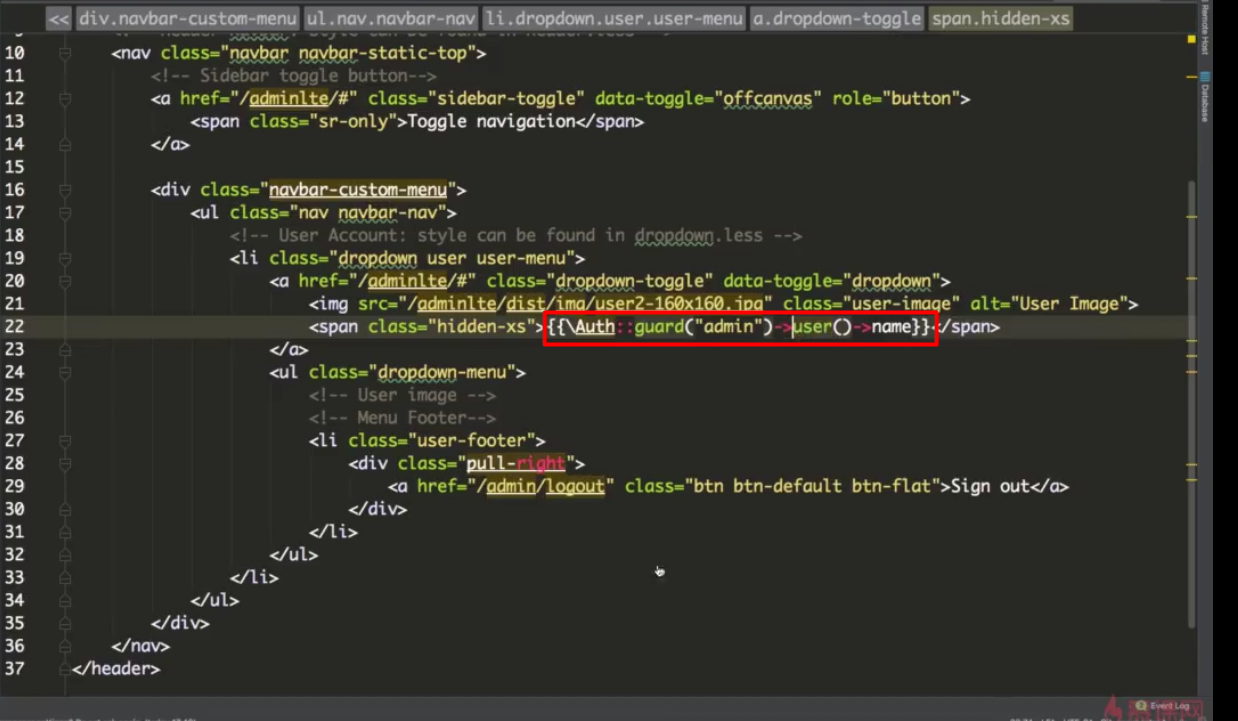 << div.navbar-custom-menu ul.nav.navbar-nav li.dropdown.user.user-menu a.dropdown-toggle span.hidden-xs
Remote Host
Database
10 <nav class="navbar navbar-static-top">
11 <!-- Sidebar toggle button-->
12 <a href="/adminlte/#" class="sidebar-toggle" data-toggle="offcanvas" role="button">
13 <span class="sr-only">Toggle navigation</span>
14 </a>
15
16 <div class="navbar-custom-menu">
17 <ul class="nav navbar-nav">
18 <!-- User Account: style can be found in dropdown.less -->
19 <li class="dropdown user user-menu">
20 <a href="/adminlte/#" class="dropdown-toggle" data-toggle="dropdown">
21 <img src="/adminlte/dist/img/user2-160x160.jpg" class="user-image" alt="User Image">
22 <span class="hidden-xs">{{\Auth::guard("admin")->user()->name}}</span>
23 </a>
24 <ul class="dropdown-menu">
25 <!-- User image -->
26 <!-- Menu Footer-->
27 <li class="user-footer">
28 <div class="pull-right">
29 <a href="/admin/logout" class="btn btn-default btn-flat">Sign out</a>
30 </div>
31 </li>
32 </ul>
33 </li>
34 </ul>
35 </div>
36 </nav>
37 </header>
Event Log